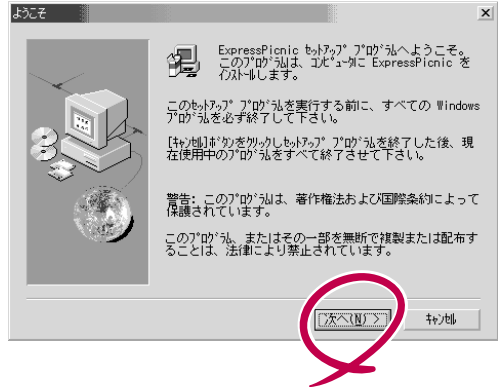 ようこそ
ExpressPicnic ｾｯﾄｱｯﾌﾟ ﾌﾟﾛｸﾞﾗﾑへようこそ。
このﾌﾟﾛｸﾞﾗﾑは、ｺﾝﾋﾟｭｰﾀに ExpressPicnic を
ｲﾝｽﾄｰﾙします。
このｾｯﾄｱｯﾌﾟ ﾌﾟﾛｸﾞﾗﾑを実行する前に、すべての Windows
ﾌﾟﾛｸﾞﾗﾑを必ず終了して下さい。
[ｷｬﾝｾﾙ]ﾎﾞﾀﾝをｸﾘｯｸしｾｯﾄｱｯﾌﾟ ﾌﾟﾛｸﾞﾗﾑを終了した後、現
在使用中のﾌﾟﾛｸﾞﾗﾑをすべて終了させて下さい。
警告: このﾌﾟﾛｸﾞﾗﾑは、著作権法および国際条約によって
保護されています。
このﾌﾟﾛｸﾞﾗﾑ、またはその一部を無断で複製または配布す
ることは、法律により禁止されています。
次へ(N) >
ｷｬﾝｾﾙ